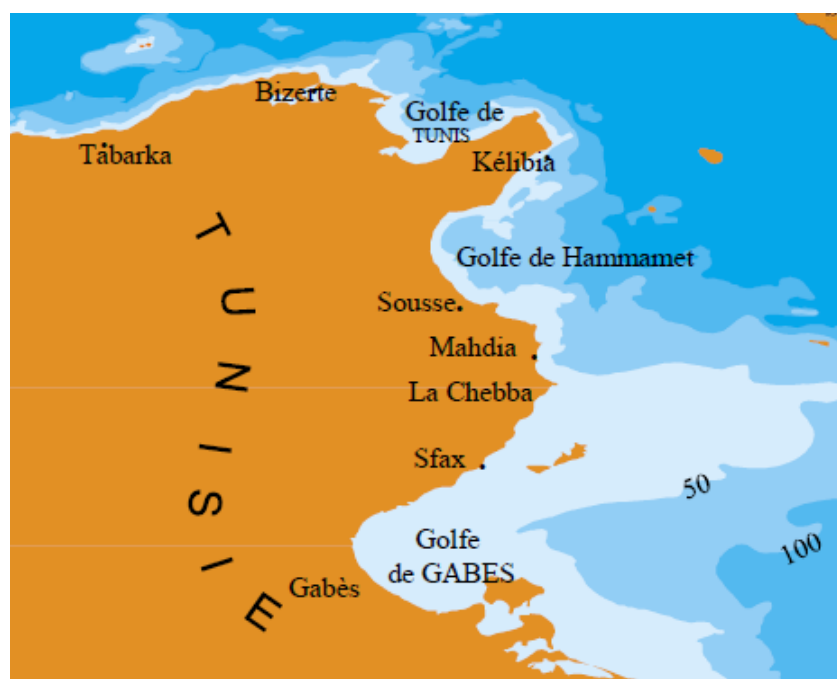 Bizerte
Golfe de
TUNIS
Tabarka
Kélibia
TUNISIE
Golfe de Hammamet
Sousse
Mahdia
La Chebba
Sfax
50
Golfe
de GABES
100
Gabès